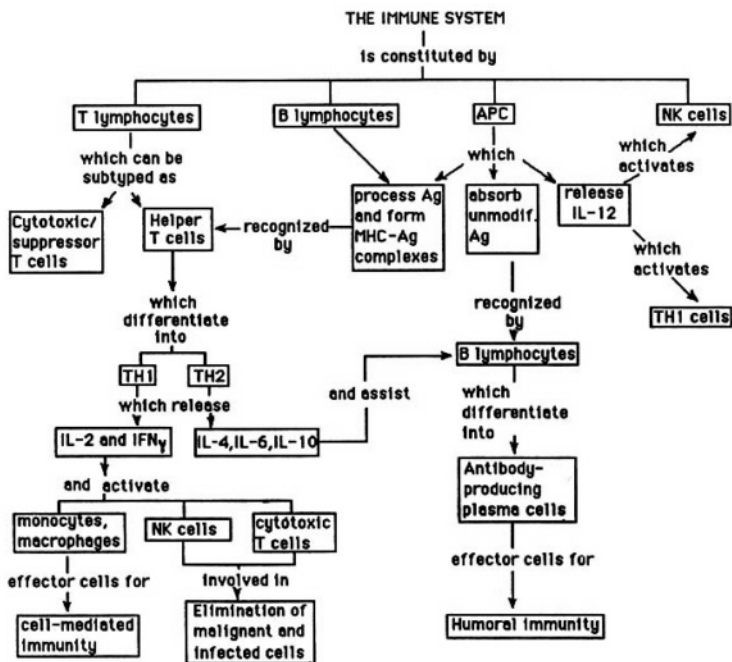 THE IMMUNE SYSTEM
is constituted by
T lymphocytes
B lymphocytes
APC
NK cells
which can be
subtyped as
which
which
activates
Cytotoxic/
suppressor
T cells
Helper
T cells
recognized
by
process Ag
and form
MHC-Ag
complexes
absorb
unmodif.
Ag
release
IL-12
which
activates
TH1 cells
which
differentiate
into
recognized
by
B lymphocytes
TH1
TH2
which release
and assist
which
differentiate
into
IL-2 and IFNγ
IL-4,IL-6,IL-10
and activate
Antibody-
producing
plasma cells
monocytes,
macrophages
NK cells
cytotoxic
T cells
effector cells for
involved in
effector cells for
cell-mediated
immunity
Elimination of
malignant and
infected cells
Humoral immunity